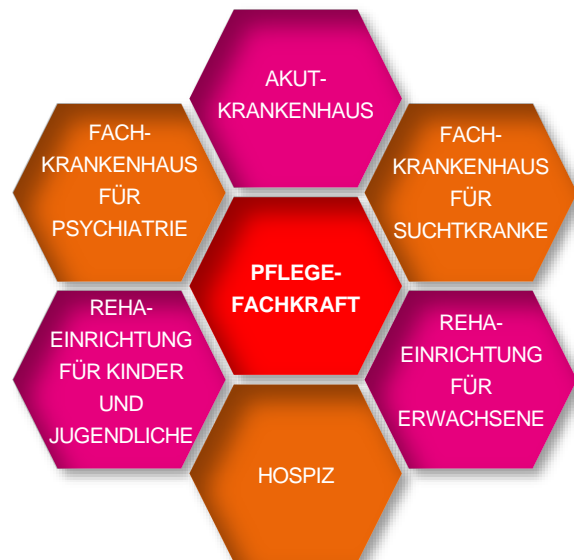 AKUT-
KRANKENHAUS
FACH-
KRANKENHAUS
FÜR
PSYCHIATRIE
FACH-
KRANKENHAUS
FÜR
SUCHTKRANKE
PFLEGE-
FACHKRAFT
REHA-
EINRICHTUNG
FÜR KINDER
UND
JUGENDLICHE
REHA-
EINRICHTUNG
FÜR
ERWACHSENE
HOSPIZ